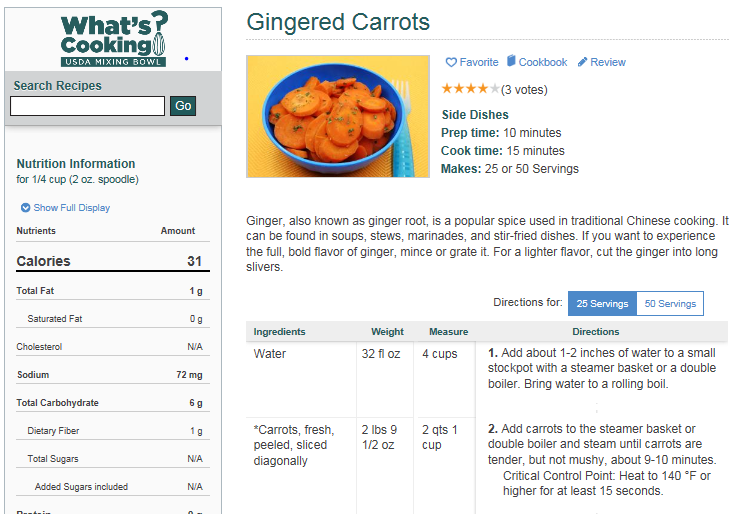 What's?
Cooking
USDA MIXING BOWL
Search Recipes
Go
Nutrition Information
for 1/4 cup (2 oz. spoodle)
Show Full Display
Nutrients Amount
Calories 31
Total Fat 1 g
Saturated Fat 0 g
Cholesterol N/A
Sodium 72 mg
Total Carbohydrate 6 g
Dietary Fiber 1 g
Total Sugars N/A
Added Sugars included N/A
Gingered Carrots
Favorite Cookbook Review
(3 votes)
Side Dishes
Prep time: 10 minutes
Cook time: 15 minutes
Makes: 25 or 50 Servings
Ginger, also known as ginger root, is a popular spice used in traditional Chinese cooking. It
can be found in soups, stews, marinades, and stir-fried dishes. If you want to experience
the full, bold flavor of ginger, mince or grate it. For a lighter flavor, cut the ginger into long
slivers.
Directions for: 25 Servings 50 Servings
Ingredients Weight Measure Directions
Water 32 fl oz 4 cups
1. Add about 1-2 inches of water to a small
stockpot with a steamer basket or a double
boiler. Bring water to a rolling boil.
*Carrots, fresh,
peeled, sliced
diagonally
2 lbs 9
1/2 oz
2 qts 1
cup
2. Add carrots to the steamer basket or
double boiler and steam until carrots are
tender, but not mushy, about 9-10 minutes.
Critical Control Point: Heat to 140 °F or
higher for at least 15 seconds.